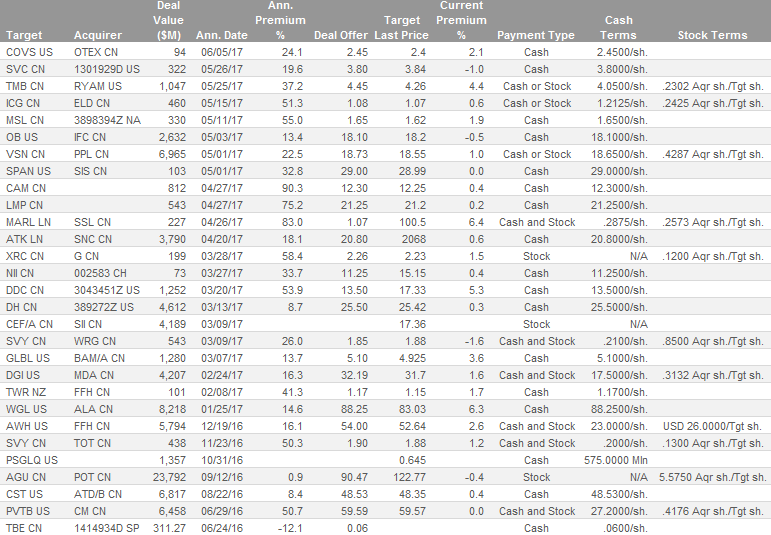 Deal Ann. Target Current
Value Premium Premium Cash
Target Acquirer ($M) Ann. Date % Deal Offer Last Price % Payment Type Terms Stock Terms
COVS US OTEX CN 94 06/05/17 24.1 2.45 2.4 2.1 Cash 2.4500/sh.
SVC CN 1301929D US 322 05/26/17 19.6 3.80 3.84 -1.0 Cash 3.8000/sh.
TMB CN RYAM US 1,047 05/25/17 37.2 4.45 4.26 4.4 Cash or Stock 4.0500/sh. .2302 Aqr sh./Tgt sh.
ICG CN ELD CN 460 05/15/17 51.3 1.08 1.07 0.6 Cash or Stock 1.2125/sh. .2425 Aqr sh./Tgt sh.
MSL CN 3898394Z NA 330 05/11/17 55.0 1.65 1.62 1.9 Cash 1.6500/sh.
OB US IFC CN 2,632 05/03/17 13.4 18.10 18.2 -0.5 Cash 18.1000/sh.
VSN CN PPL CN 6,965 05/01/17 22.5 18.73 18.55 1.0 Cash or Stock 18.6500/sh. .4287 Aqr sh./Tgt sh.
SPAN US SIS CN 103 05/01/17 32.8 29.00 28.99 0.0 Cash 29.0000/sh.
CAM CN 812 04/27/17 90.3 12.30 12.25 0.4 Cash 12.3000/sh.
LMP CN 543 04/27/17 75.2 21.25 21.2 0.2 Cash 21.2500/sh.
MARL LN SSL CN 227 04/26/17 83.0 1.07 100.5 6.4 Cash and Stock .2875/sh. .2573 Aqr sh./Tgt sh.
ATK LN SNC CN 3,790 04/20/17 18.1 20.80 2068 0.6 Cash 20.8000/sh.
XRC CN G CN 199 03/28/17 58.4 2.26 2.23 1.5 Stock N/A .1200 Aqr sh./Tgt sh.
NII CN 002583 CH 73 03/27/17 33.7 11.25 15.15 0.4 Cash 11.2500/sh.
DDC CN 3043451Z US 1,252 03/20/17 53.9 13.50 17.33 5.3 Cash 13.5000/sh.
DH CN 389272Z US 4,612 03/13/17 8.7 25.50 25.42 0.3 Cash 25.5000/sh.
CEF/A CN SII CN 4,189 03/09/17 17.36 Stock N/A
SVY CN WRG CN 543 03/09/17 26.0 1.85 1.88 -1.6 Cash and Stock .2100/sh. .8500 Aqr sh./Tgt sh.
GLBL US BAM/A CN 1,280 03/07/17 13.7 5.10 4.925 3.6 Cash 5.1000/sh.
DGI US MDA CN 4,207 02/24/17 16.3 32.19 31.7 1.6 Cash and Stock 17.5000/sh. .3132 Aqr sh./Tgt sh.
TWR NZ FFH CN 101 02/08/17 41.3 1.17 1.15 1.7 Cash 1.1700/sh.
WGL US ALA CN 8,218 01/25/17 14.6 88.25 83.03 6.3 Cash 88.2500/sh.
AWH US FFH CN 5,794 12/19/16 16.1 54.00 52.64 2.6 Cash and Stock 23.0000/sh. USD 26.0000/Tgt sh.
SVY CN TOT CN 438 11/23/16 50.3 1.90 1.88 1.2 Cash and Stock .2000/sh. .1300 Aqr sh./Tgt sh.
PSGLQ US 1,357 10/31/16 0.645 Cash 575.0000 Mln
AGU CN POT CN 23,792 09/12/16 0.9 90.47 122.77 -0.4 Stock N/A 5.5750 Aqr sh./Tgt sh.
CST US ATD/B CN 6,817 08/22/16 8.4 48.53 48.35 0.4 Cash 48.5300/sh.
PVTB US CM CN 6,458 06/29/16 50.7 59.59 59.57 0.0 Cash and Stock 27.2000/sh. .4176 Aqr sh./Tgt sh.
TBE CN 1414934D SP 311.27 06/24/16 -12.1 0.06 Cash .0600/sh.